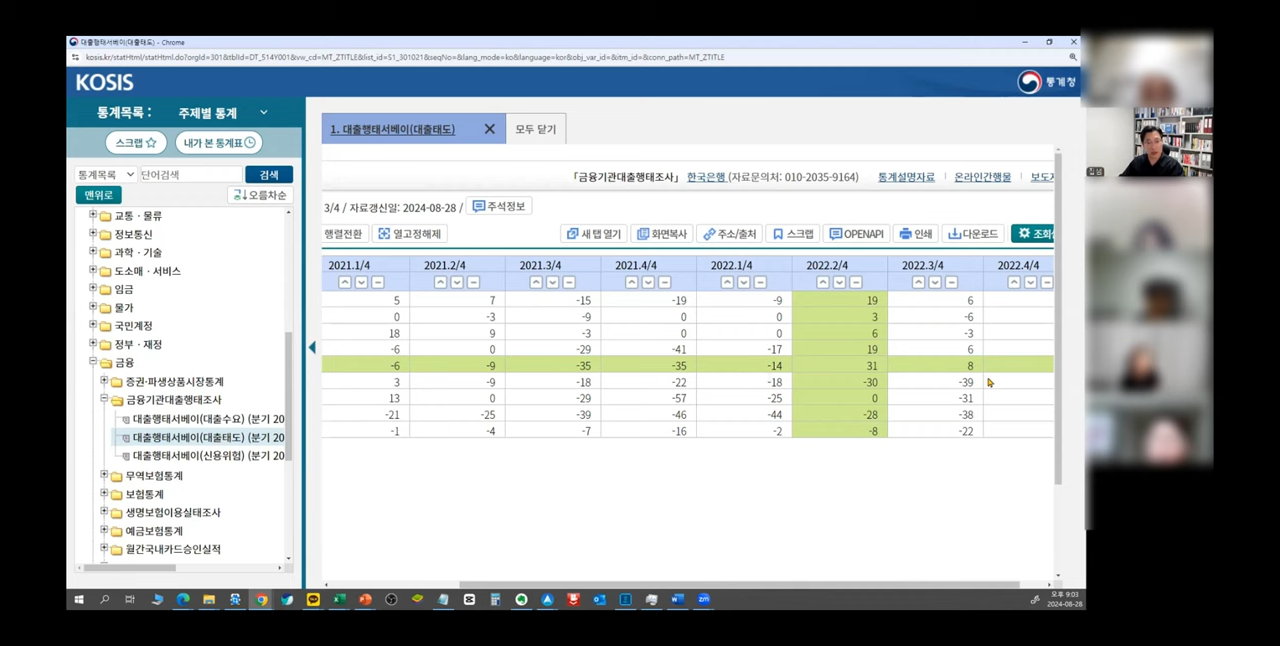 대출행태서베이(대출태도) - Chrome
kosis.kr/statHtml/statHtml.do?orgId=301&tblId=DT_514Y001&vw_cd=MT_ZTITLE&list_id=S1_301021&seqNo=&lang_mode=ko&language=kor&obj_var_id=&itm_id=&conn_path=MT_ZTITLE
KOSIS
통계청
통계목록 : 주제별 통계
스크랩
내가 본 통계표
통계목록
단어검색
검색
맨위로
오름차순
교통 · 물류
정보통신
과학 · 기술
도소매 · 서비스
임금
물가
국민계정
정부 · 재정
금융
증권·파생상품시장통계
금융기관대출행태조사
대출행태서베이(대출수요) (분기 20
대출행태서베이(대출태도) (분기 20
대출행태서베이(신용위험) (분기 20
무역보험통계
보험통계
생명보험이용실태조사
예금보험통계
월간국내카드승인실적
1. 대출행태서베이(대출태도)
모두 닫기
「금융기관대출행태조사」 한국은행 (자료문의처: 010-2035-9164) 통계설명자료 온라인간행물 보도자
3/4 / 자료갱신일: 2024-08-28 / 주석정보
행렬전환 열고정해제 새 탭 열기 화면복사 주소/출처 스크랩 OPENAPI 인쇄 다운로드 조회
2021.1/4 2021.2/4 2021.3/4 2021.4/4 2022.1/4 2022.2/4 2022.3/4 2022.4/4
5 7 -15 -19 -9 19 6
0 -3 -9 0 0 3 -6
18 9 -3 0 0 6 -3
-6 0 -29 -41 -17 19 6
-6 -9 -35 -35 -14 31 8
3 -9 -18 -22 -18 -30 -39
13 0 -29 -57 -25 0 -31
-21 -25 -39 -46 -44 -28 -38
-1 -4 -7 -16 -2 -8 -22
오후 9:03
2024-08-28